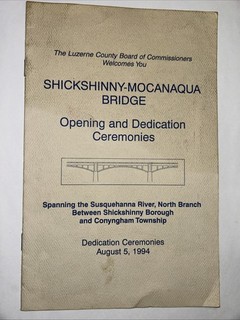 The Luzerne County Board of Commissioners
Welcomes You
SHICKSHINNY-MOCANAQUA
BRIDGE
Opening and Dedication
Ceremonies
Spanning the Susquehanna River, North Branch
Between Shickshinny Borough
and Conyngham Township
Dedication Ceremonies
August 5, 1994